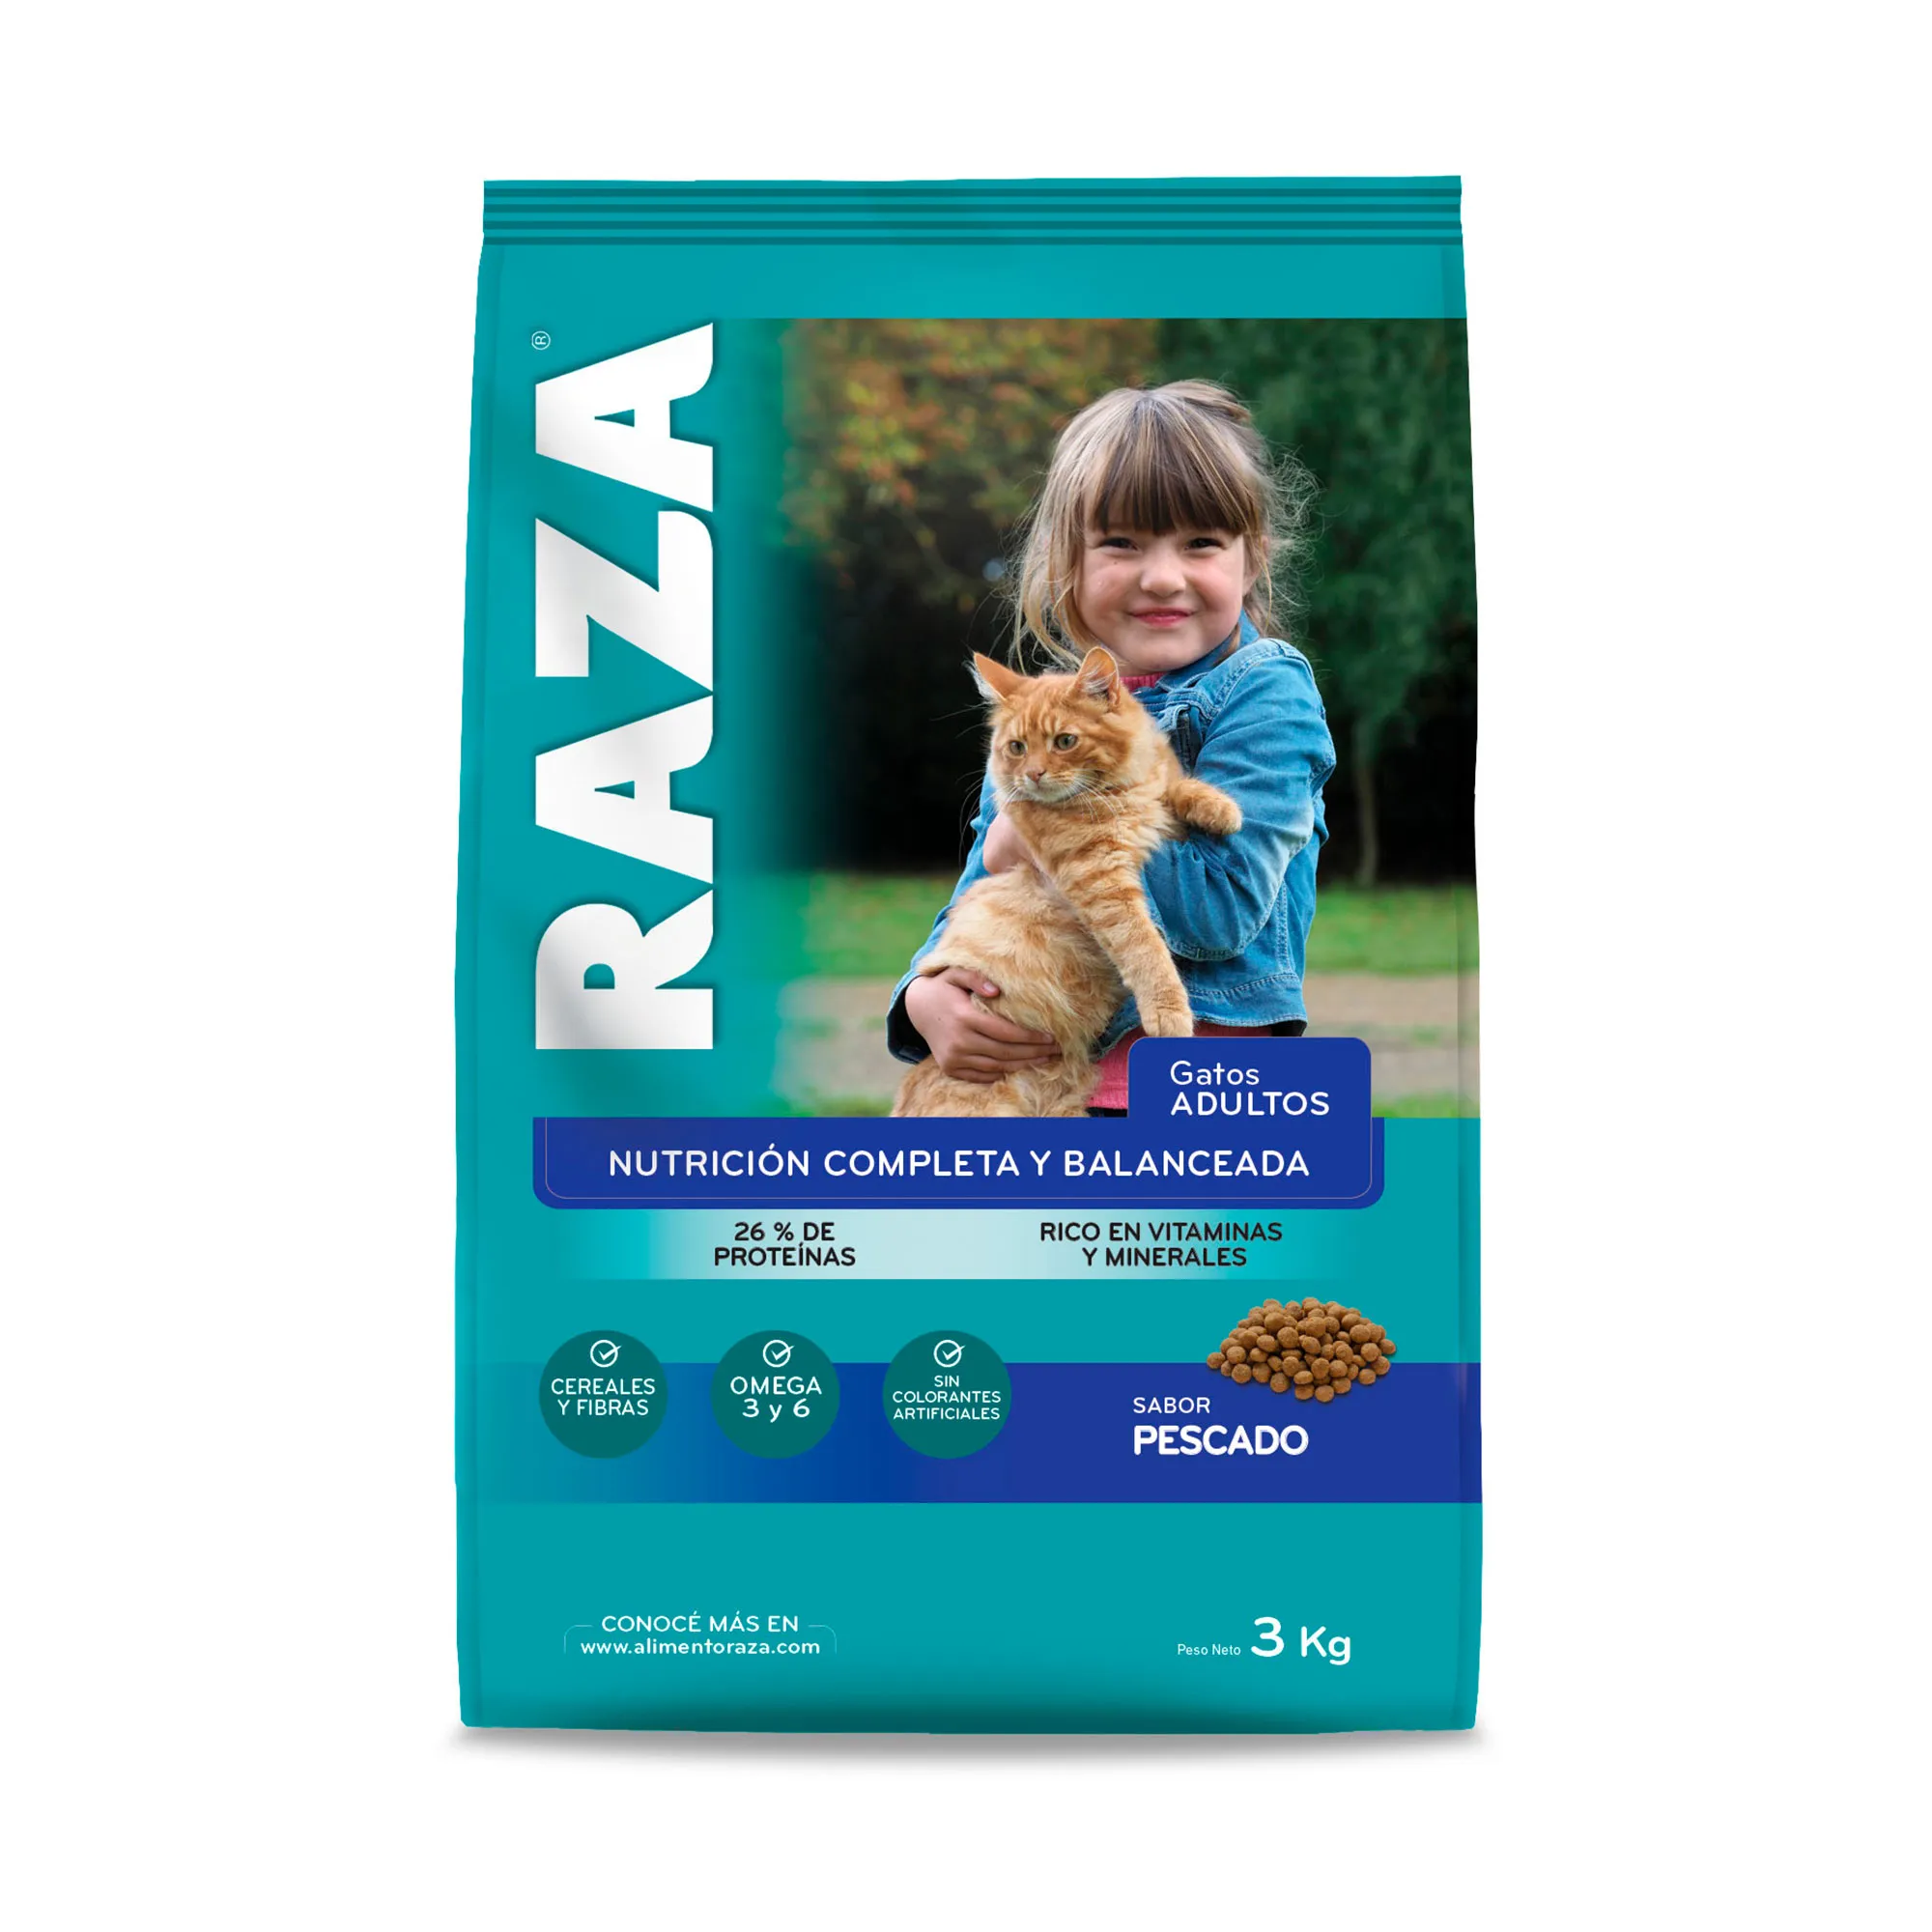 RAZA®
Gatos
ADULTOS
NUTRICIÓN COMPLETA Y BALANCEADA
26 % DE
PROTEÍNAS
RICO EN VITAMINAS
Y MINERALES
CEREALES
Y FIBRAS
OMEGA
3 y 6
SIN
COLORANTES
ARTIFICIALES
SABOR
PESCADO
CONOCÉ MÁS EN
www.alimentoraza.com
Peso Neto 3 Kg